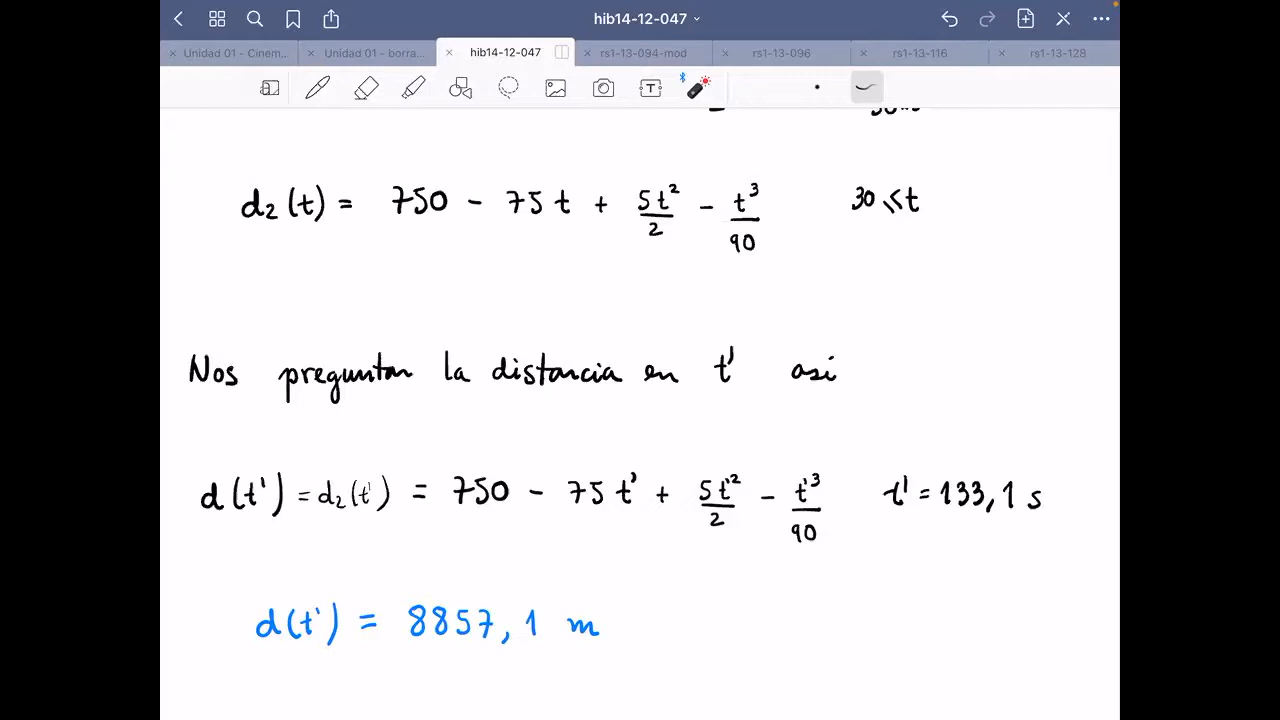 hib14-12-047
Unidad 01 - Cinem...
Unidad 01 - borra...
hib14-12-047
rs1-13-094-mod
rs1-13-096
rs1-13-116
rs1-13-128
d₂(t) = 750 - 75t + 5t²/2 - t³/90 30 ≤ t
Nos preguntan la distancia en t' asi
d(t') = d₂(t') = 750 - 75t' + 5t'²/2 - t'³/90 t' = 133,1 s
d(t') = 8857,1 m